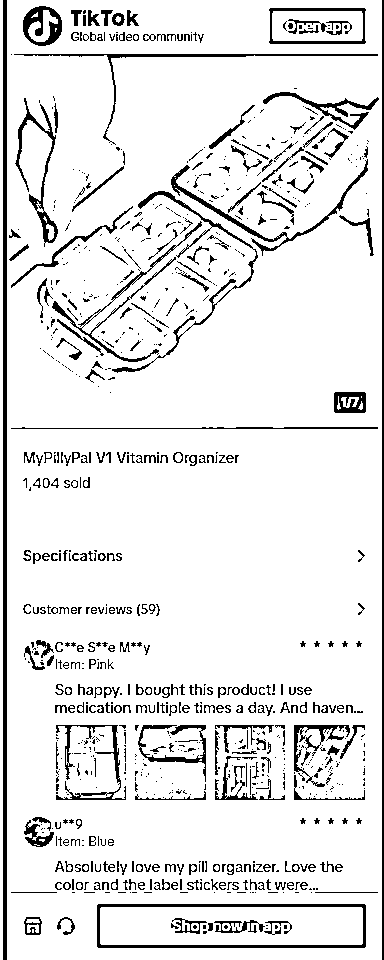 TikTok
Global video community
Open app
1/7
MyPillyPal V1 Vitamin Organizer
1,404 sold
Specifications
Customer reviews (59)
C**e S**e M**y
Item: Pink
So happy. I bought this product! I use
medication multiple times a day. And haven...
u**9
Item: Blue
Absolutely love my pill organizer. Love the
color and the label stickers that were...
Shop now in app